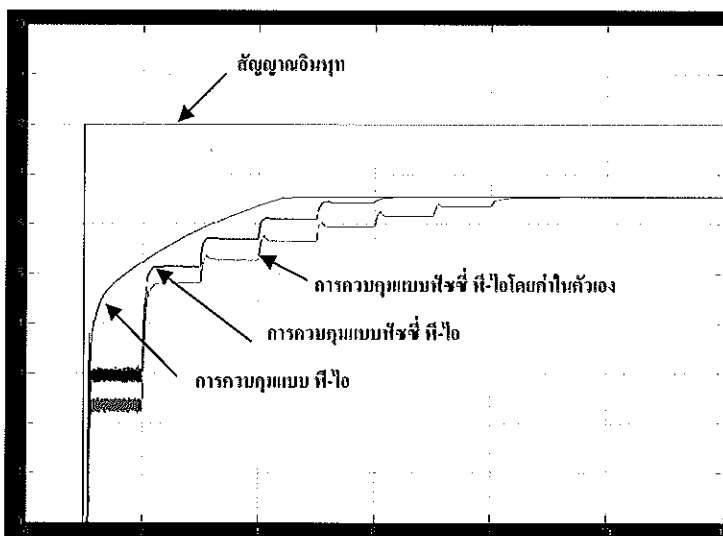 สัญญาณอินพุท
การควบคุมแบบฟัซซี่ พี-ไอโดยค่าในตัวเอง
การควบคุมแบบฟัซซี่ พี-ไอ
การควบคุมแบบ พี-ไอ